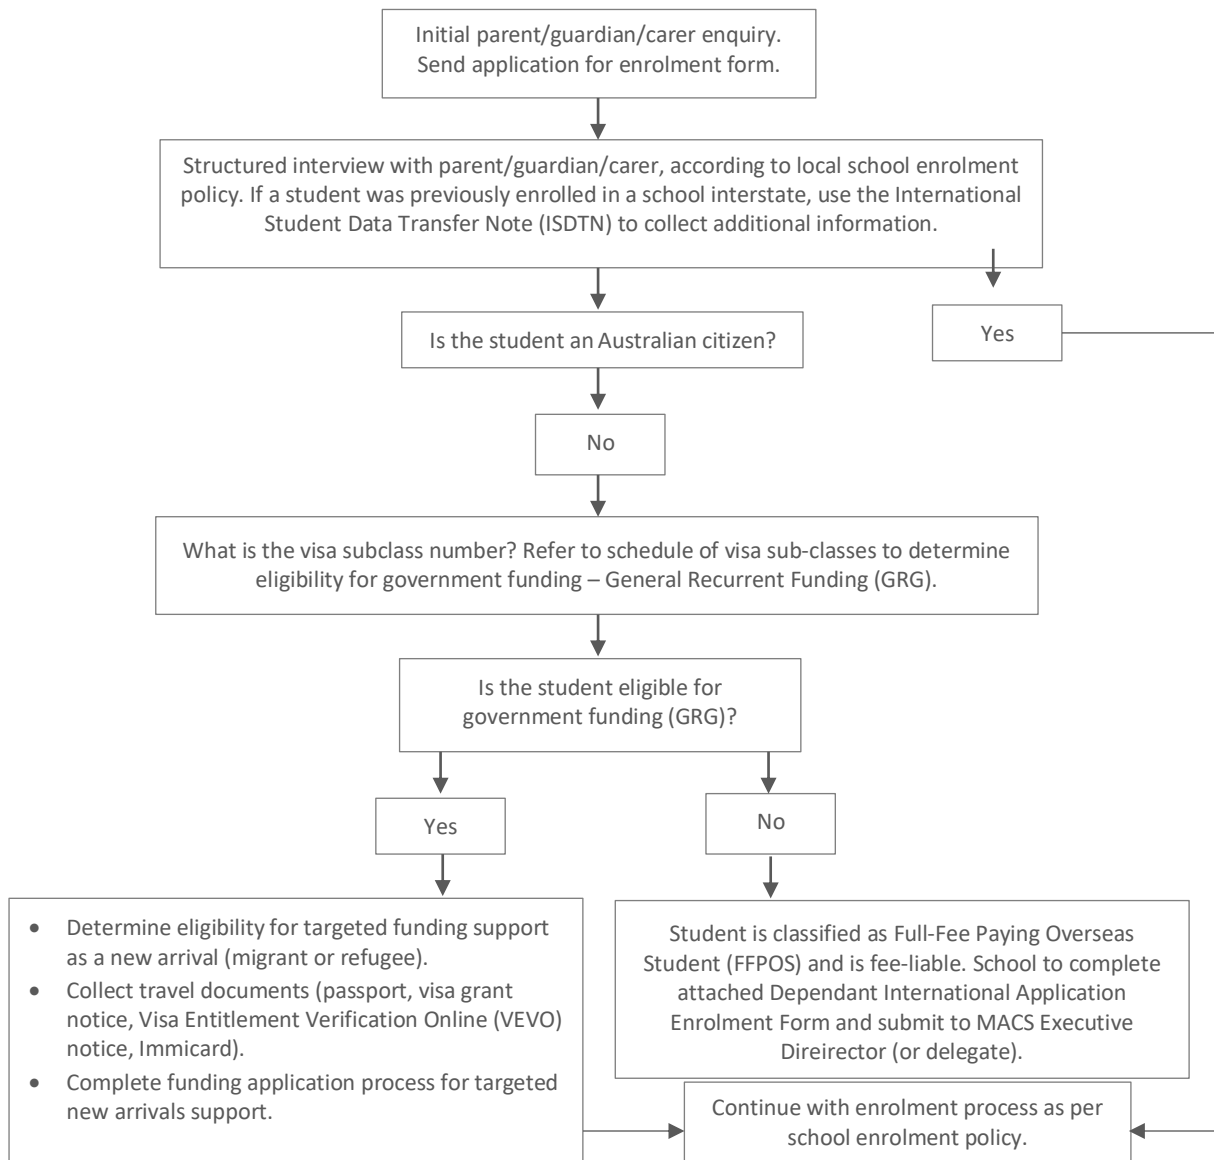 Initial parent/guardian/carer enquiry.
Send application for enrolment form.
Structured interview with parent/guardian/carer, according to local school enrolment
policy. If a student was previously enrolled in a school interstate, use the International
Student Data Transfer Note (ISDTN) to collect additional information.
Is the student an Australian citizen?
Yes
No
What is the visa subclass number? Refer to schedule of visa sub-classes to determine
eligibility for government funding – General Recurrent Funding (GRG).
Is the student eligible for
government funding (GRG)?
Yes
No
• Determine eligibility for targeted funding support
as a new arrival (migrant or refugee).
• Collect travel documents (passport, visa grant
notice, Visa Entitlement Verification Online (VEVO)
notice, Immicard).
• Complete funding application process for targeted
new arrivals support.
Student is classified as Full-Fee Paying Overseas
Student (FFPOS) and is fee-liable. School to complete
attached Dependant International Application
Enrolment Form and submit to MACS Executive
Direirector (or delegate).
Continue with enrolment process as per
school enrolment policy.